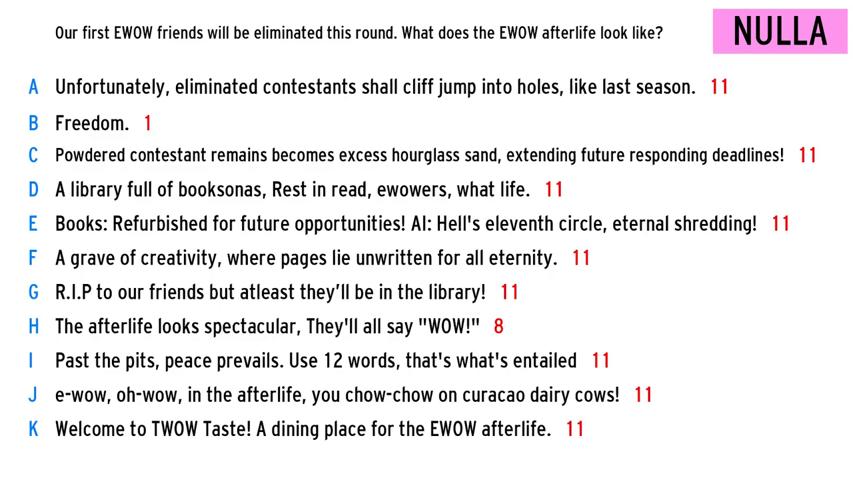 Our first EWOW friends will be eliminated this round. What does the EWOW afterlife look like?
NULLA
A Unfortunately, eliminated contestants shall cliff jump into holes, like last season. 11
B Freedom. 1
C Powdered contestant remains becomes excess hourglass sand, extending future responding deadlines! 11
D A library full of booksonas, Rest in read, ewowers, what life. 11
E Books: Refurbished for future opportunities! AI: Hell's eleventh circle, eternal shredding! 11
F A grave of creativity, where pages lie unwritten for all eternity. 11
G R.I.P to our friends but atleast they’ll be in the library! 11
H The afterlife looks spectacular, They'll all say "WOW!" 8
I Past the pits, peace prevails. Use 12 words, that's what's entailed 11
J e-wow, oh-wow, in the afterlife, you chow-chow on curacao dairy cows! 11
K Welcome to TWOW Taste! A dining place for the EWOW afterlife. 11